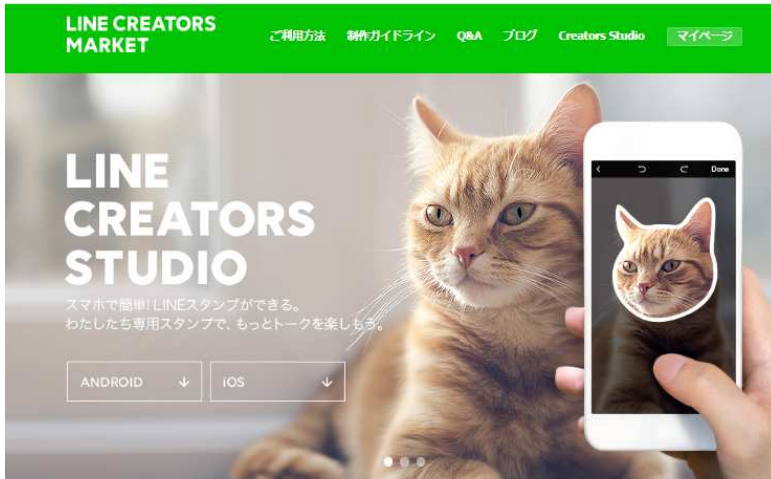 LINE CREATORS
MARKET
ご利用方法 制作ガイドライン Q&A ブログ Creators Studio マイページ
LINE
CREATORS
STUDIO
スマホで簡単!LINEスタンプができる。
わたしたち専用スタンプで、もっとトークを楽しもう。
ANDROID ↓ iOS ↓
Done